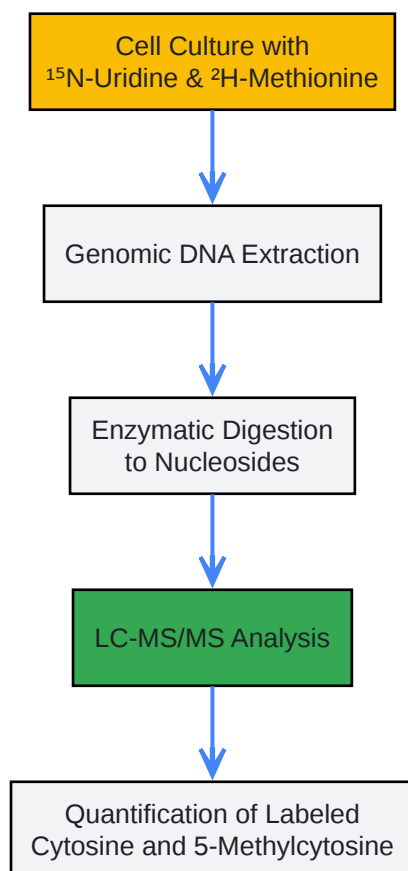 Cell Culture with
¹⁵N-Uridine & ²H-Methionine
Genomic DNA Extraction
Enzymatic Digestion
to Nucleosides
LC-MS/MS Analysis
Quantification of Labeled
Cytosine and 5-Methylcytosine